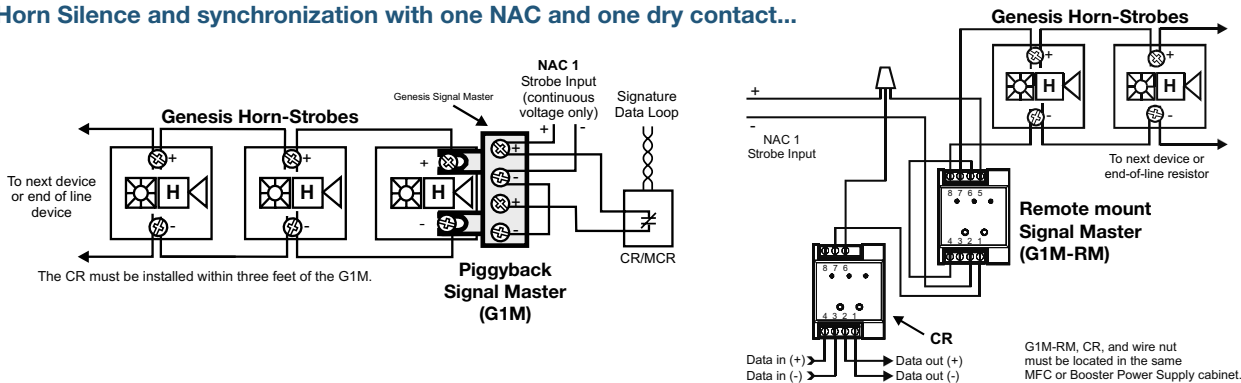 Horn Silence and synchronization with one NAC and one dry contact...
Genesis Horn-Strobes
Genesis Signal Master
NAC 1
Strobe Input
(continuous
voltage only)
+ -
Signature
Data Loop
+ H -
+ H -
+ H -
+
-
+
-
To next device
or end of line
device
CR/MCR
The CR must be installed within three feet of the G1M.
Piggyback
Signal Master
(G1M)
Genesis Horn-Strobes
+ H -
+ H -
+
-
NAC 1
Strobe Input
To next device or
end-of-line resistor
8 7 6 5
4 3 2 1
Remote mount
Signal Master
(G1M-RM)
8 7 6
4 3 2 1
CR
Data in (+)
Data in (-)
Data out (+)
Data out (-)
G1M-RM, CR, and wire nut
must be located in the same
MFC or Booster Power Supply cabinet.